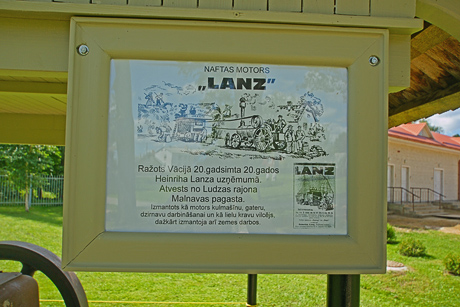 NAFTAS MOTORS
„LANZ”
Ražots Vācijā 20.gadsimta 20.gados
Heinriha Lanza uzņēmumā.
Atvests no Ludzas rajona
Malnavas pagasta.
Izmantots kā motors kulmašīnu, gateru,
dzirnavu darbināšanai un kā lielu kravu vilcējs,
dažkārt izmantoja arī zemes darbos.
LANZ